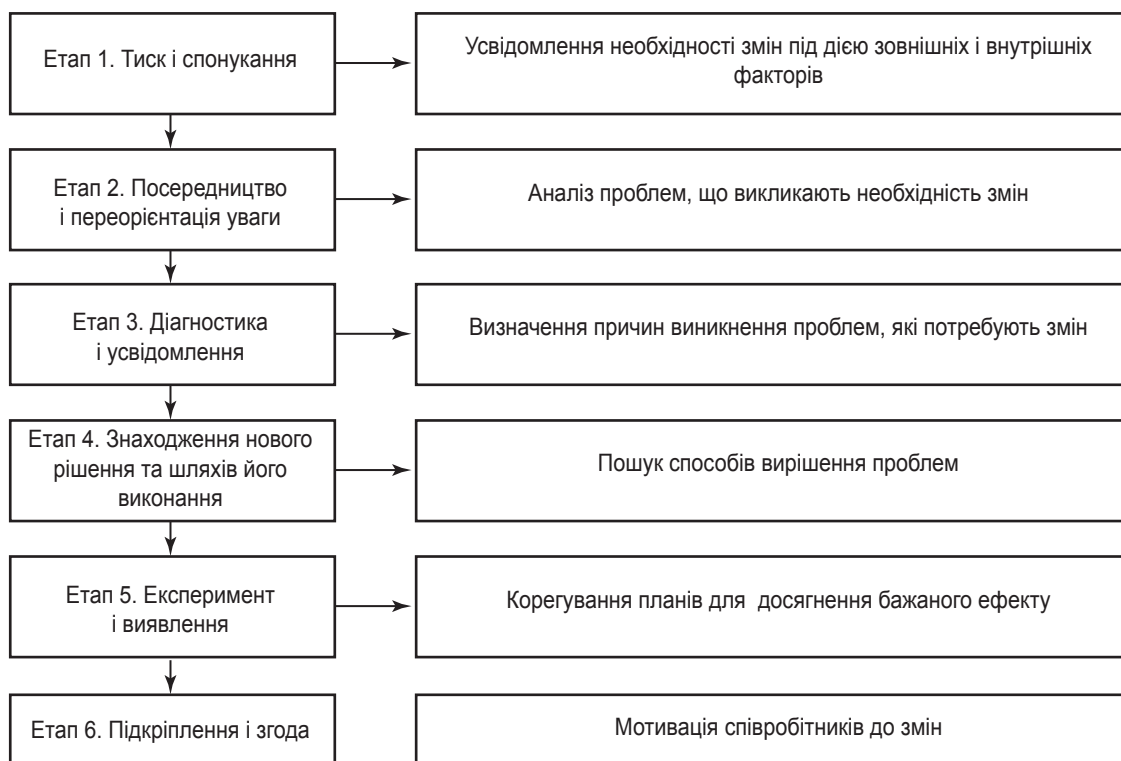 Етап 1. Тиск і спонукання
Усвідомлення необхідності змін під дією зовнішніх і внутрішніх
факторів
Етап 2. Посередництво
і переорієнтація уваги
Аналіз проблем, що викликають необхідність змін
Етап 3. Діагностика
і усвідомлення
Визначення причин виникнення проблем, які потребують змін
Етап 4. Знаходження нового
рішення та шляхів його
виконання
Пошук способів вирішення проблем
Етап 5. Експеримент
і виявлення
Корегування планів для досягнення бажаного ефекту
Етап 6. Підкріплення і згода
Мотивація співробітників до змін